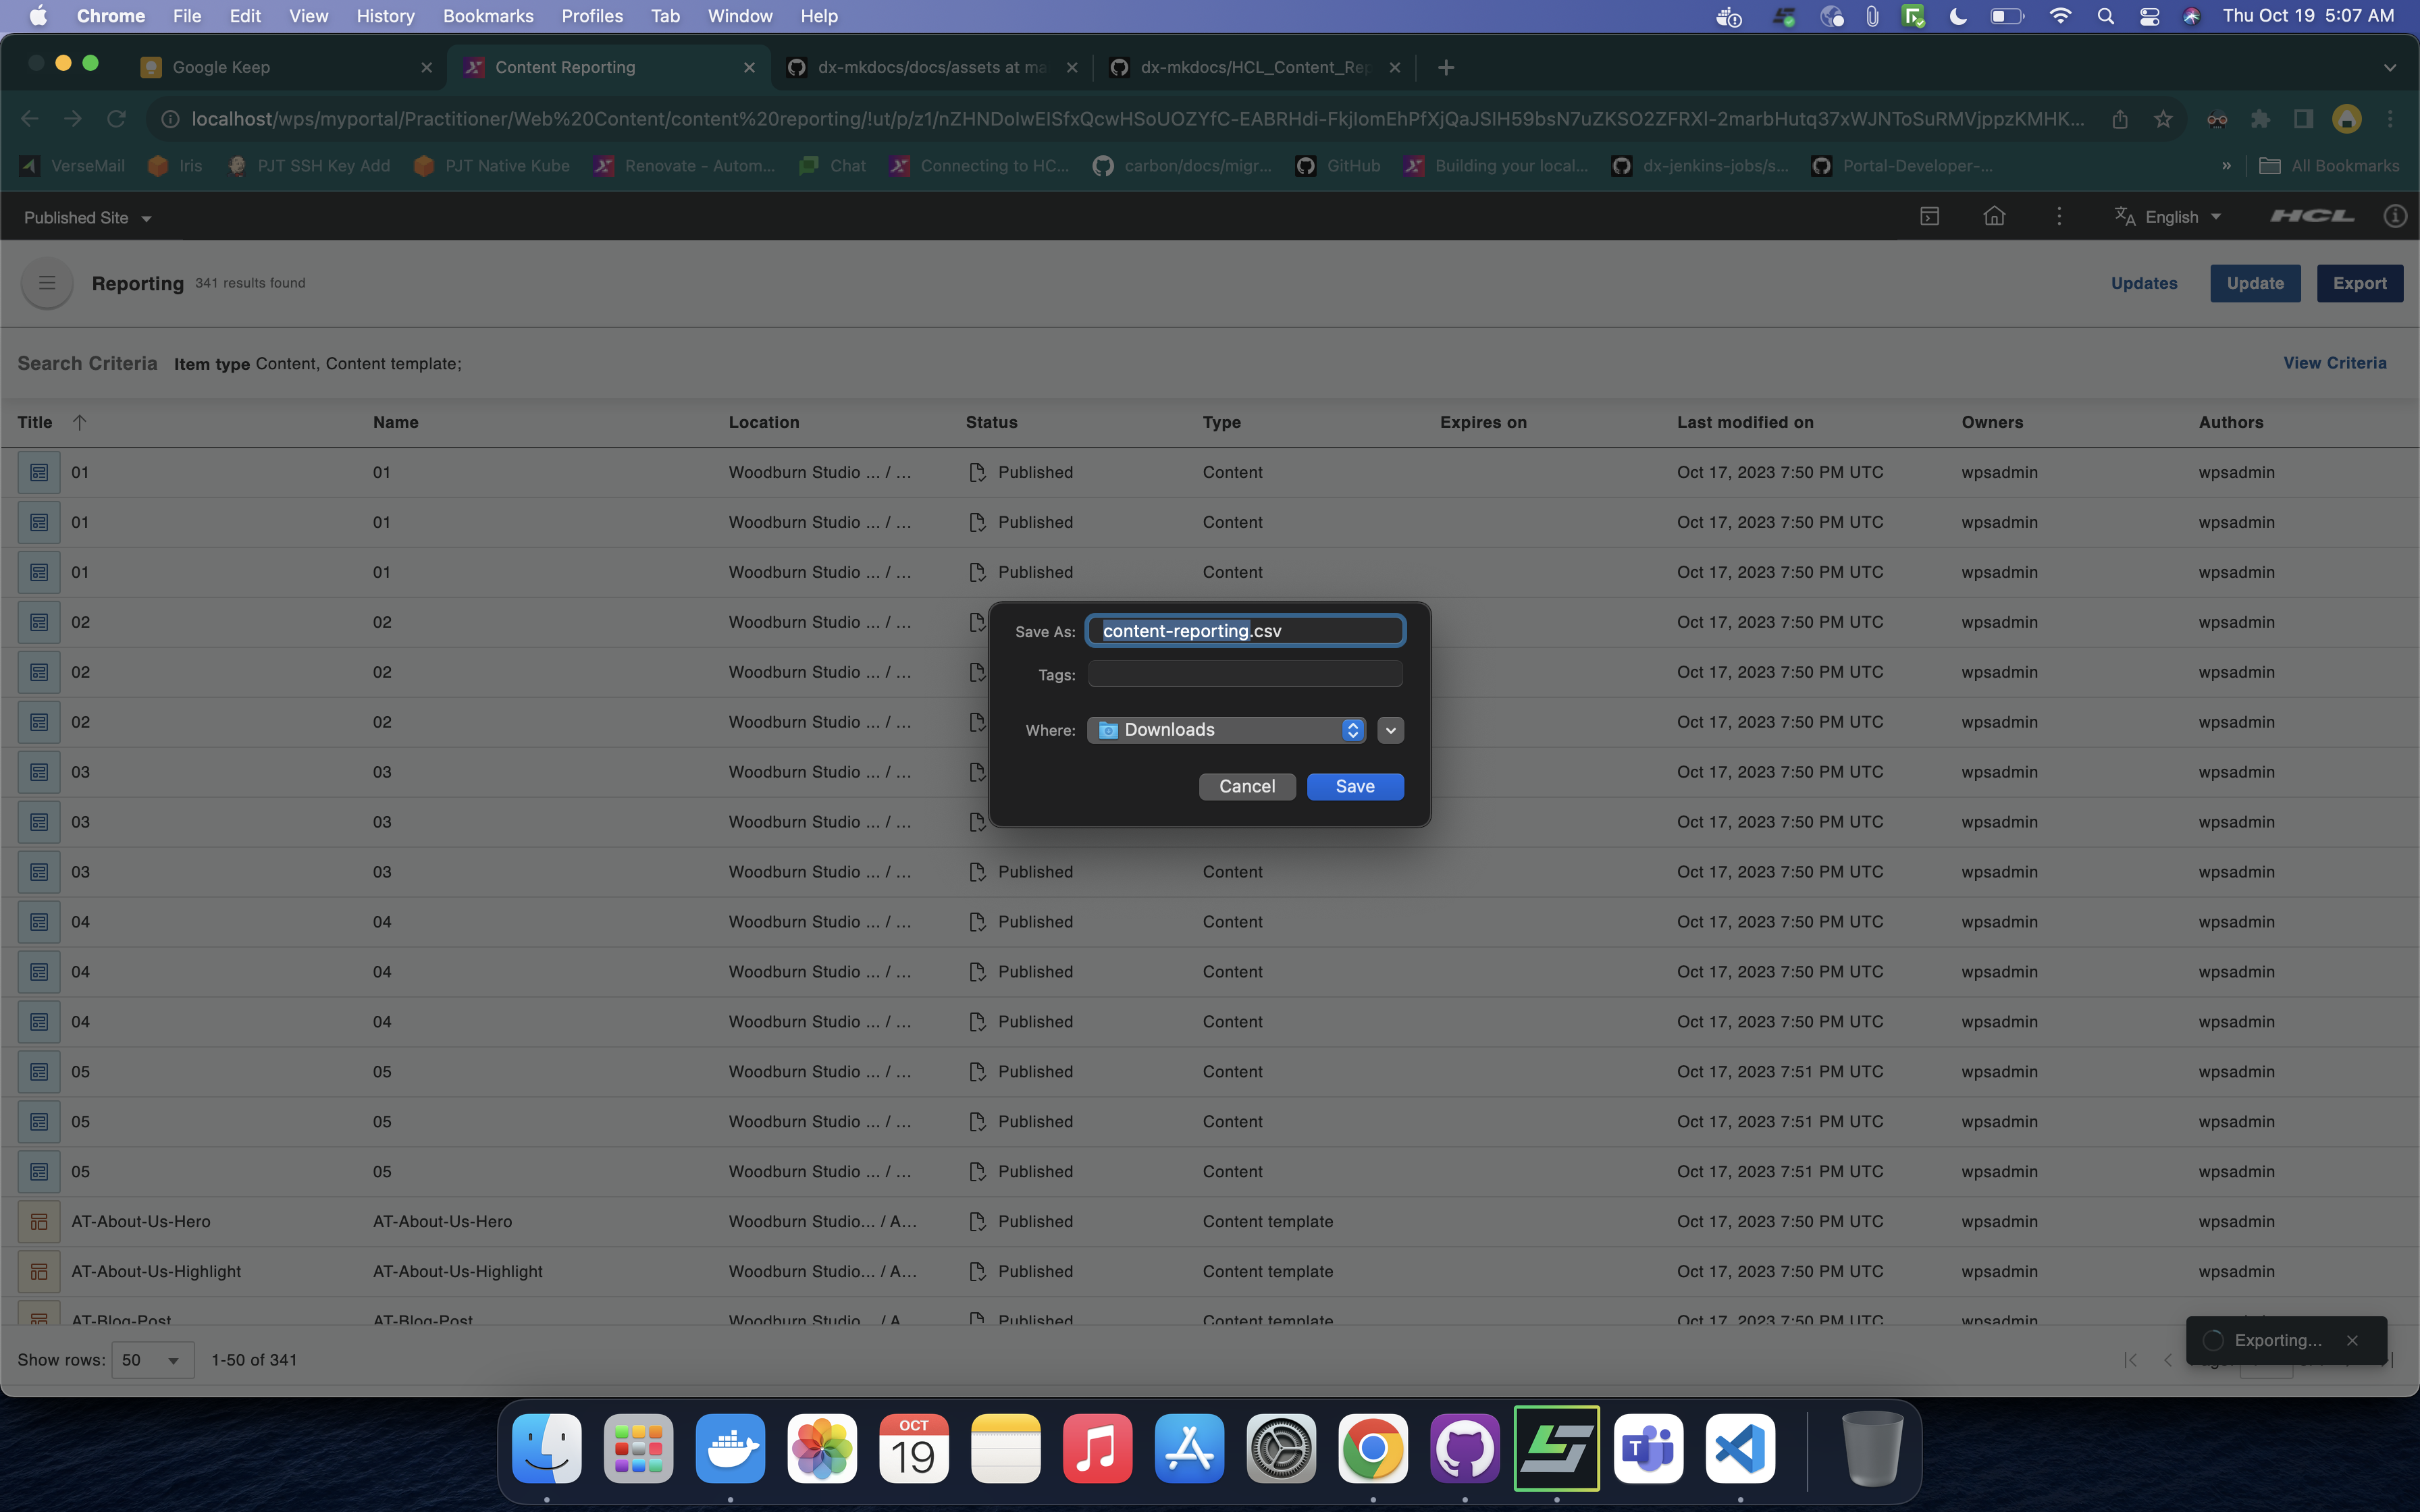 Chrome File Edit View History Bookmarks Profiles Tab Window Help Thu Oct 19 5:07 AM
Google Keep Content Reporting dx-mkdocs/docs/assets at ma dx-mkdocs/HCL_Content_Rep
localhost/wps/myportal/Practitioner/Web%20Content/content%20reporting/!ut/p/z1/nZHNDoIwEISfxQcwHSoUOZYfC-EABRHdi-FkjIomEhPfXjQaJSIH59bsN7uZKSO2ZFRXI-2marbHutq37xWJNToSuRMVjppzKMHK...
VerseMail Iris PJT SSH Key Add PJT Native Kube Renovate - Autom... Chat Connecting to HC... carbon/docs/migr... GitHub Building your local... dx-jenkins-jobs/s... Portal-Developer-... » All Bookmarks
Published Site English HCL
Reporting 341 results found Updates Update Export
Search Criteria Item type Content, Content template; View Criteria
Title Name Location Status Type Expires on Last modified on Owners Authors
01 01 Woodburn Studio ... / ... Published Content Oct 17, 2023 7:50 PM UTC wpsadmin wpsadmin
01 01 Woodburn Studio ... / ... Published Content Oct 17, 2023 7:50 PM UTC wpsadmin wpsadmin
01 01 Woodburn Studio ... / ... Published Content Oct 17, 2023 7:50 PM UTC wpsadmin wpsadmin
02 02 Woodburn Studio ... / ... Oct 17, 2023 7:50 PM UTC wpsadmin wpsadmin
Save As: content-reporting.csv
02 02 Woodburn Studio ... / ... Oct 17, 2023 7:50 PM UTC wpsadmin wpsadmin
Tags:
02 02 Woodburn Studio ... / ... Oct 17, 2023 7:50 PM UTC wpsadmin wpsadmin
Where: Downloads
03 03 Woodburn Studio ... / ... Oct 17, 2023 7:50 PM UTC wpsadmin wpsadmin
Cancel Save
03 03 Woodburn Studio ... / ... Oct 17, 2023 7:50 PM UTC wpsadmin wpsadmin
03 03 Woodburn Studio ... / ... Published Content Oct 17, 2023 7:50 PM UTC wpsadmin wpsadmin
04 04 Woodburn Studio ... / ... Published Content Oct 17, 2023 7:50 PM UTC wpsadmin wpsadmin
04 04 Woodburn Studio ... / ... Published Content Oct 17, 2023 7:50 PM UTC wpsadmin wpsadmin
04 04 Woodburn Studio ... / ... Published Content Oct 17, 2023 7:50 PM UTC wpsadmin wpsadmin
05 05 Woodburn Studio ... / ... Published Content Oct 17, 2023 7:51 PM UTC wpsadmin wpsadmin
05 05 Woodburn Studio ... / ... Published Content Oct 17, 2023 7:51 PM UTC wpsadmin wpsadmin
05 05 Woodburn Studio ... / ... Published Content Oct 17, 2023 7:51 PM UTC wpsadmin wpsadmin
AT-About-Us-Hero AT-About-Us-Hero Woodburn Studio... / A... Published Content template Oct 17, 2023 7:50 PM UTC wpsadmin wpsadmin
AT-About-Us-Highlight AT-About-Us-Highlight Woodburn Studio... / A... Published Content template Oct 17, 2023 7:50 PM UTC wpsadmin wpsadmin
AT-Blog-Post AT-Blog-Post Woodburn Studio... / A... Published Content template Oct 17, 2023 7:50 PM UTC wpsadmin
Exporting...
Show rows: 50 1-50 of 341
OCT
19
T